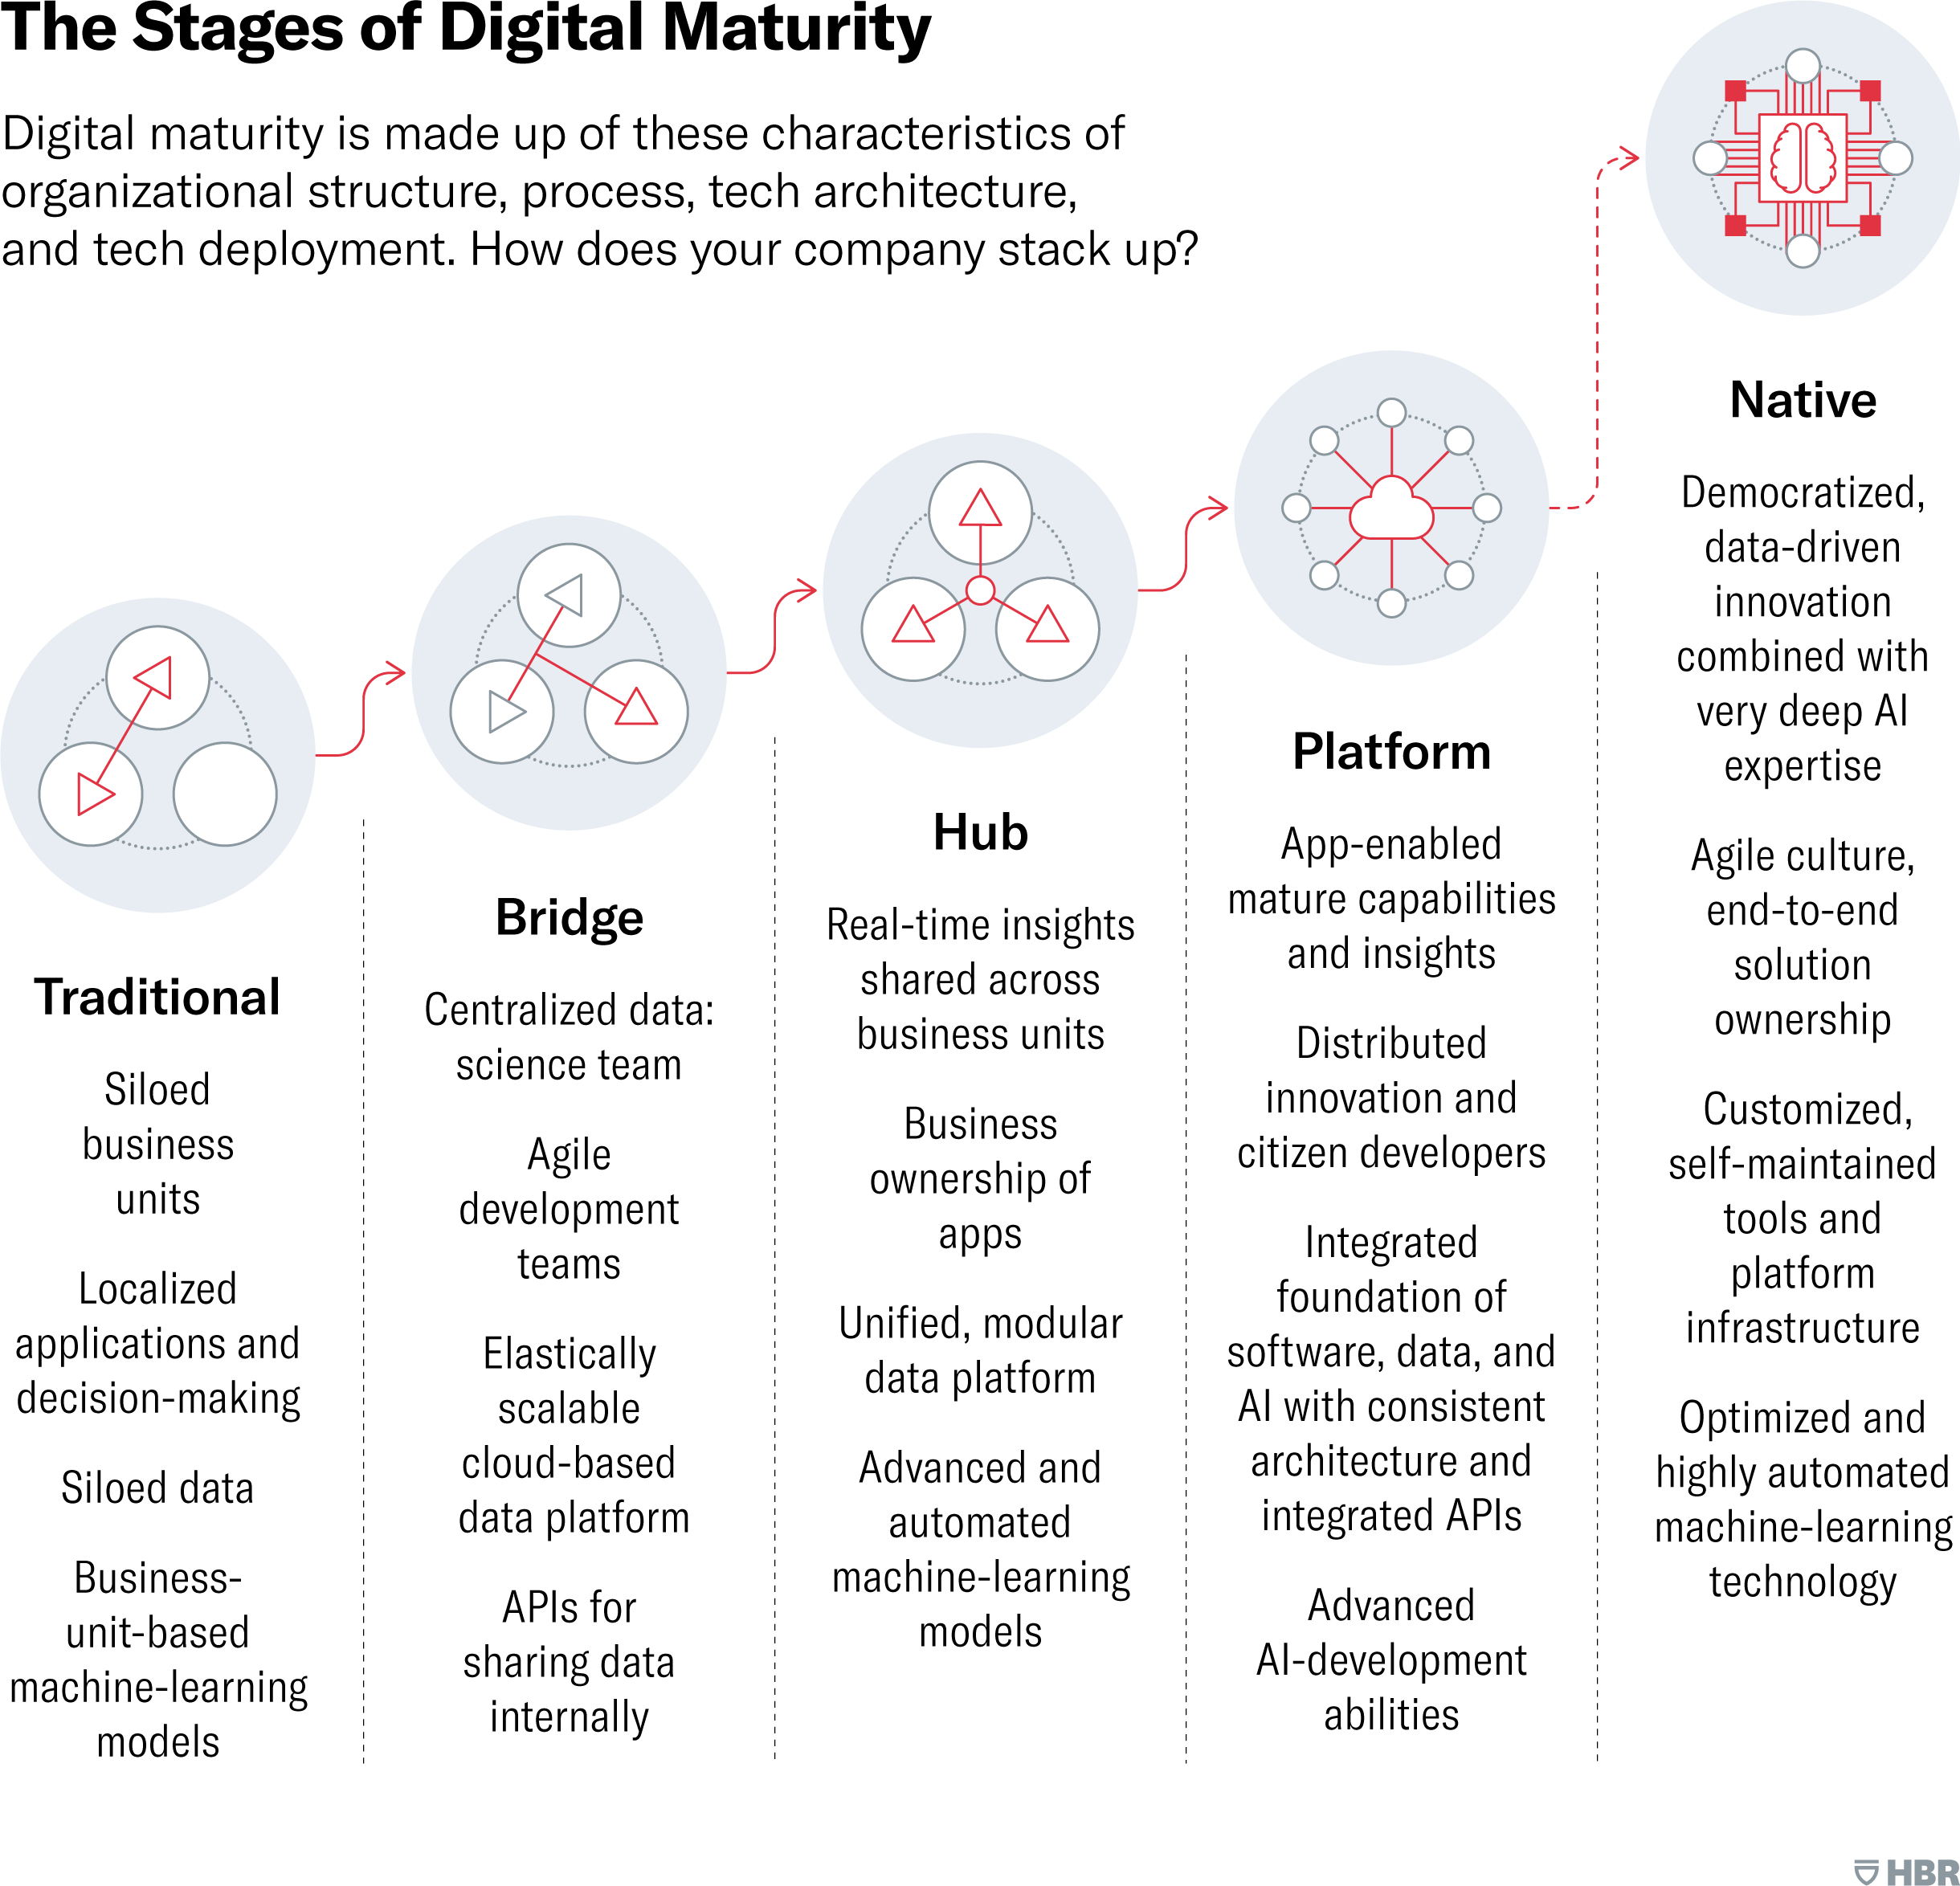 The Stages of Digital Maturity
Digital maturity is made up of these characteristics of
organizational structure, process, tech architecture,
and tech deployment. How does your company stack up?
Traditional
Siloed
business
units
Localized
applications and
decision-making
Siloed data
Business-
unit-based
machine-learning
models
Bridge
Centralized data:
science team
Agile
development
teams
Elastically
scalable
cloud-based
data platform
APIs for
sharing data
internally
Hub
Real-time insights
shared across
business units
Business
ownership of
apps
Unified, modular
data platform
Advanced and
automated
machine-learning
models
Platform
App-enabled
mature capabilities
and insights
Distributed
innovation and
citizen developers
Integrated
foundation of
software, data, and
AI with consistent
architecture and
integrated APIs
Advanced
AI-development
abilities
Native
Democratized,
data-driven
innovation
combined with
very deep AI
expertise
Agile culture,
end-to-end
solution
ownership
Customized,
self-maintained
tools and
platform
infrastructure
Optimized and
highly automated
machine-learning
technology
HBR